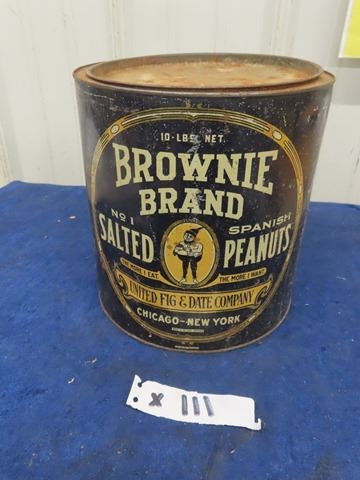 10-LBS. NET.
BROWNIE
BRAND
Nº 1 SPANISH
SALTED PEANUTS
THE MORE I EAT THE MORE I WANT
UNITED FIG & DATE COMPANY
CHICAGO-NEW YORK
X 111